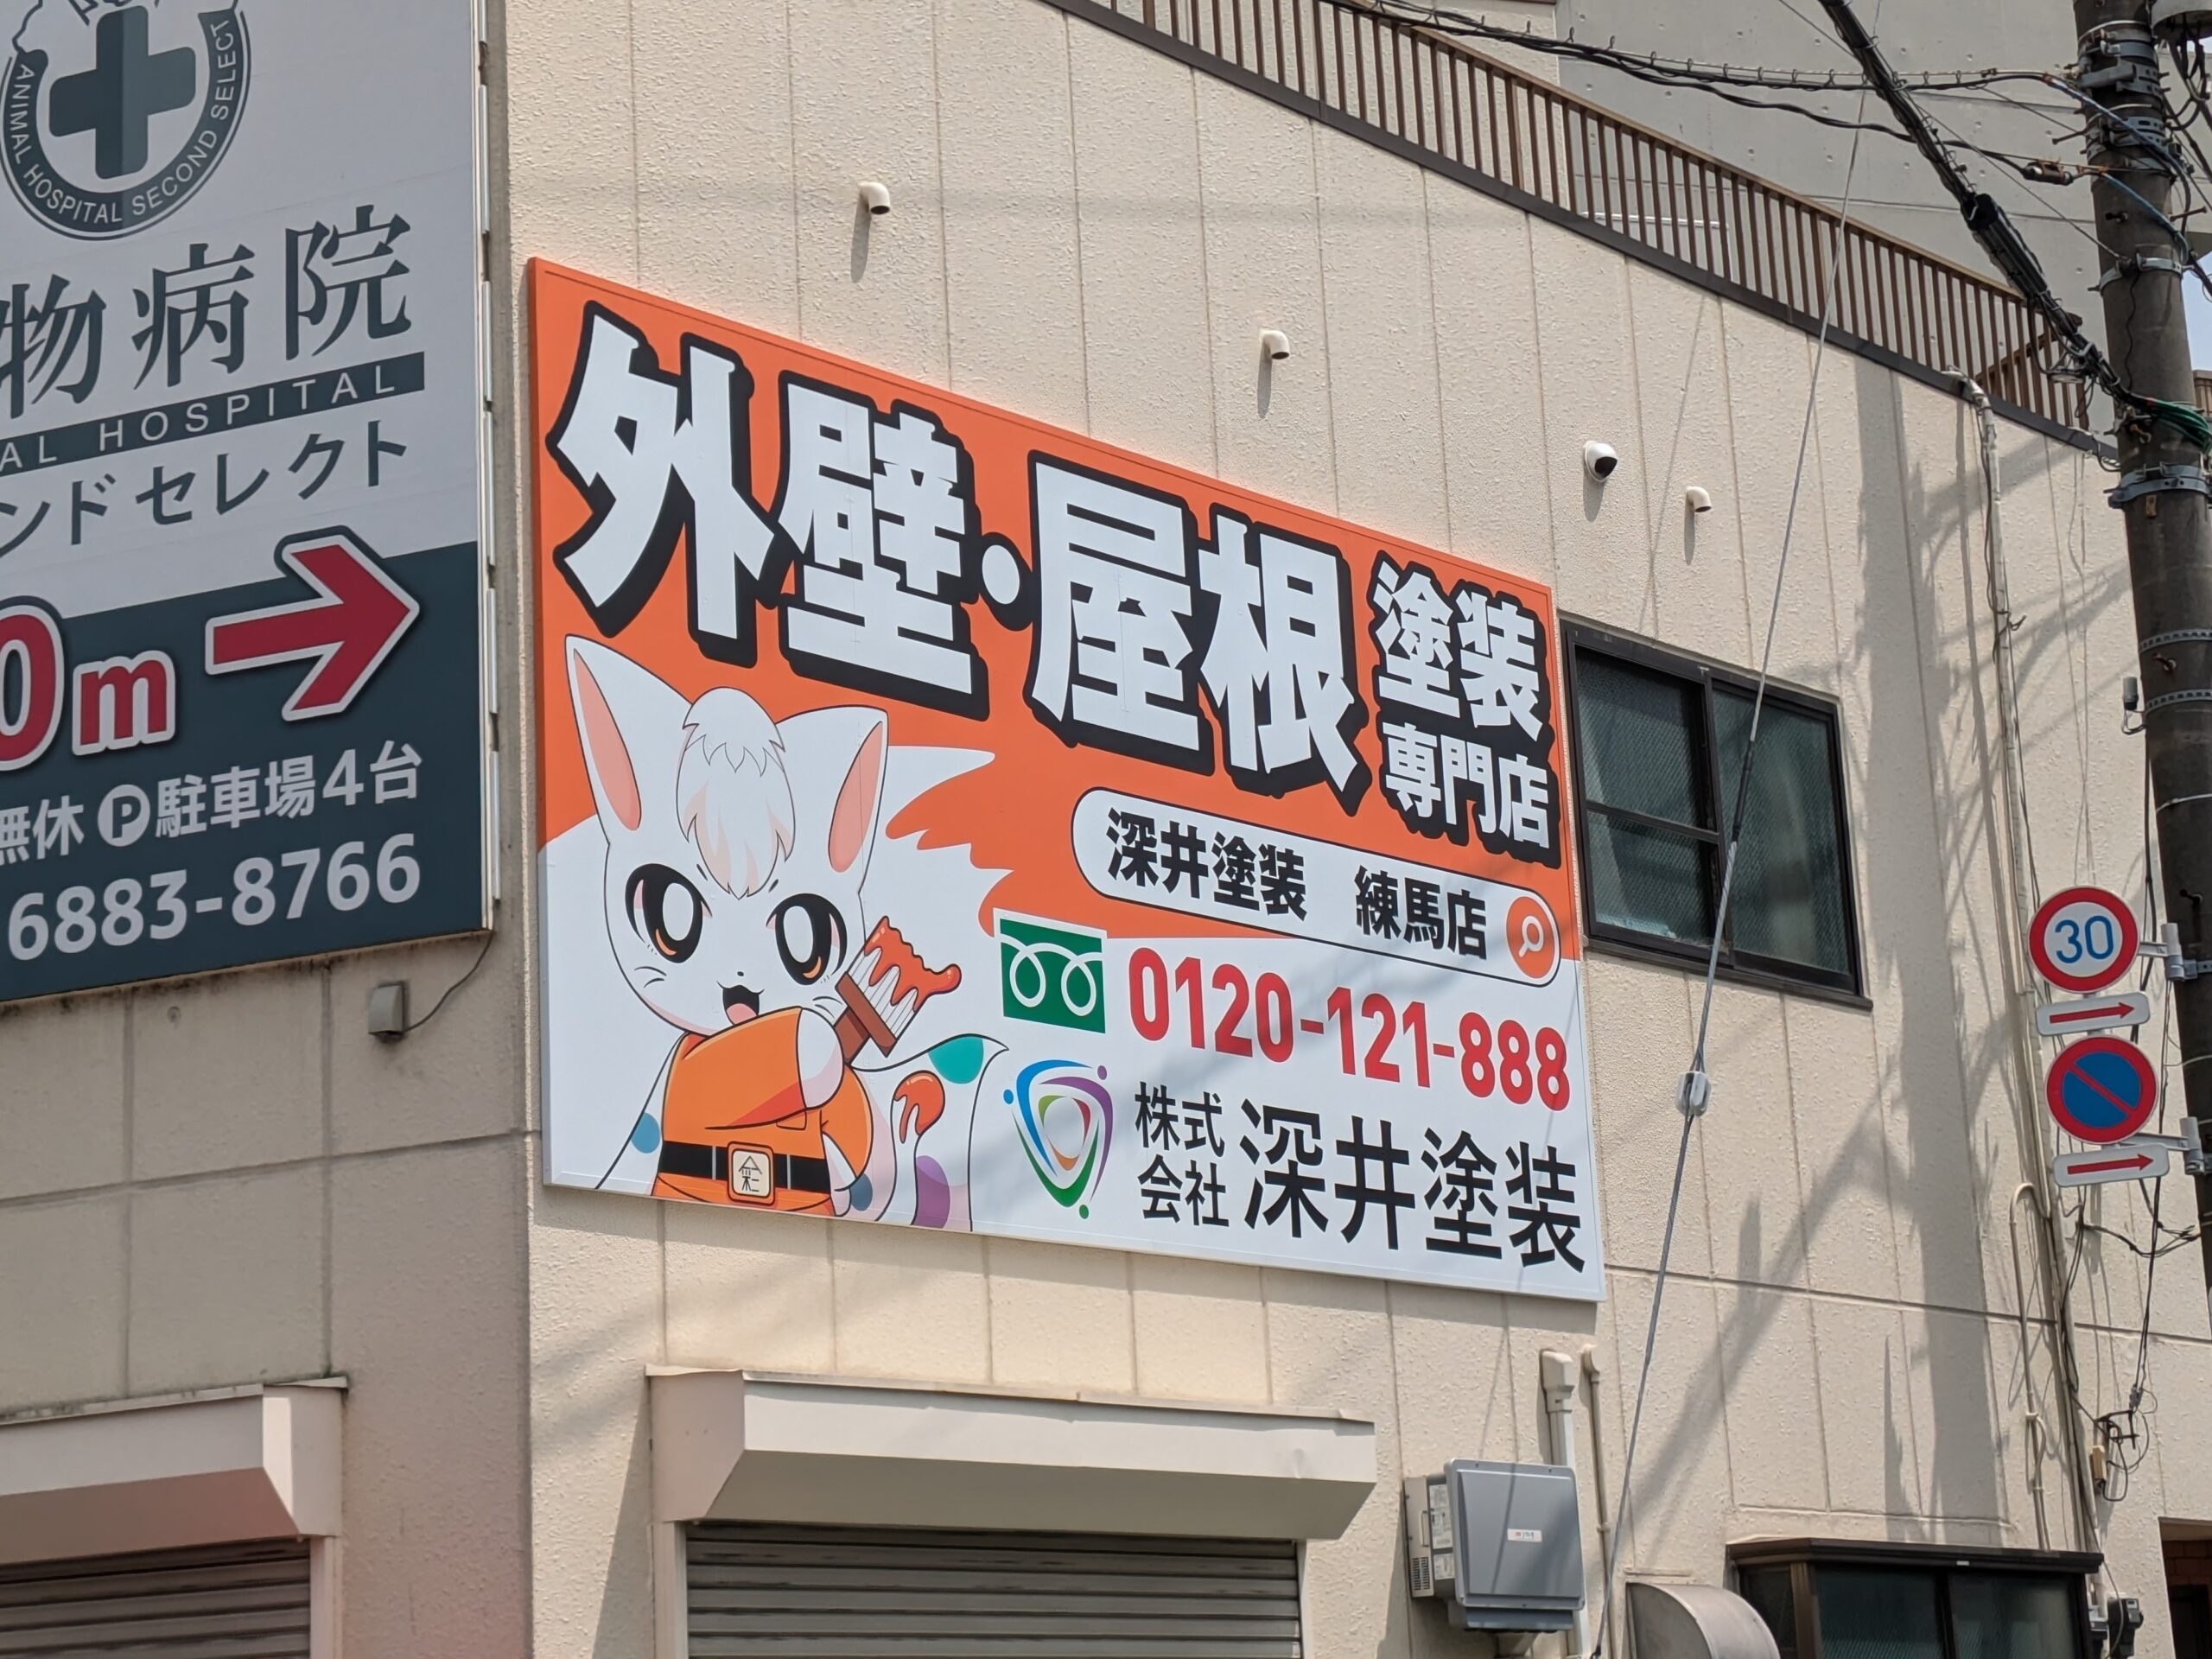 ANIMAL HOSPITAL SECOND SELECT
物病院
AL HOSPITAL
ンドセレクト
0m
無休 P駐車場4台
6883-8766
外壁・屋根
塗装
専門店
深井塗装 練馬店
0120-121-888
株式
会社
深井塗装
30